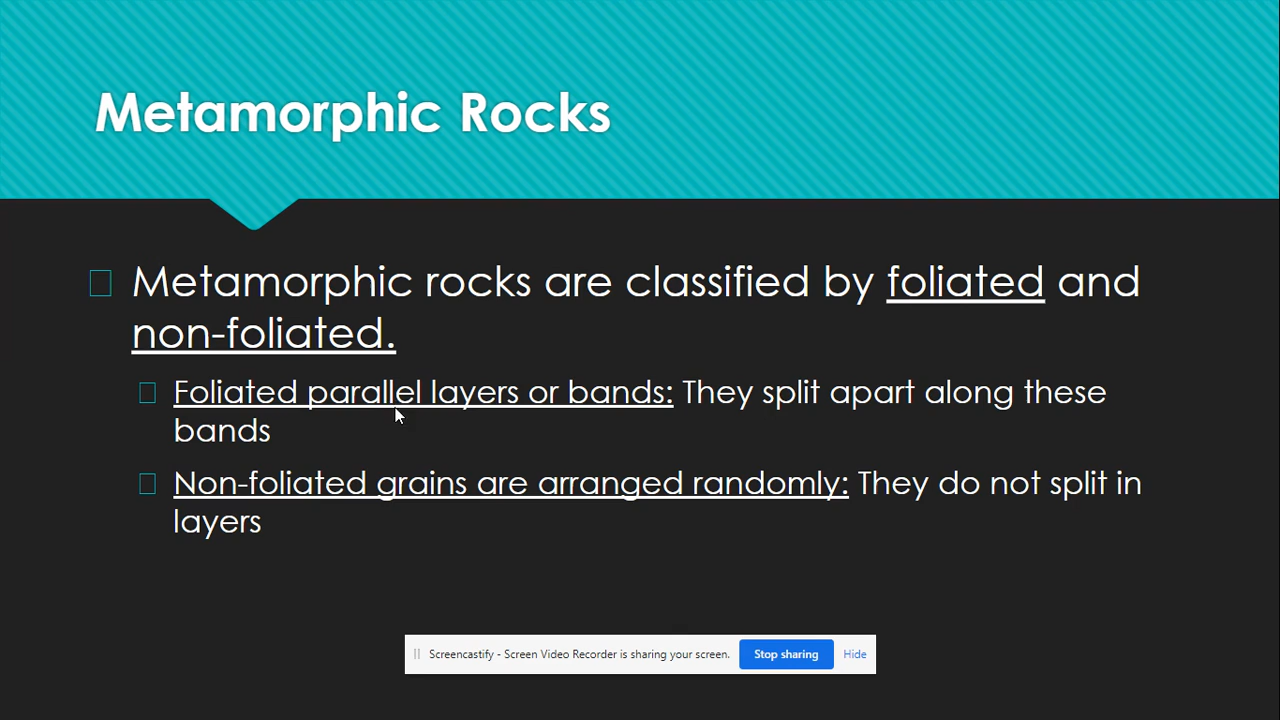 Metamorphic Rocks
Metamorphic rocks are classified by foliated and
non-foliated.
Foliated parallel layers or bands: They split apart along these
bands
Non-foliated grains are arranged randomly: They do not split in
layers
Screencastify - Screen Video Recorder is sharing your screen. Stop sharing Hide